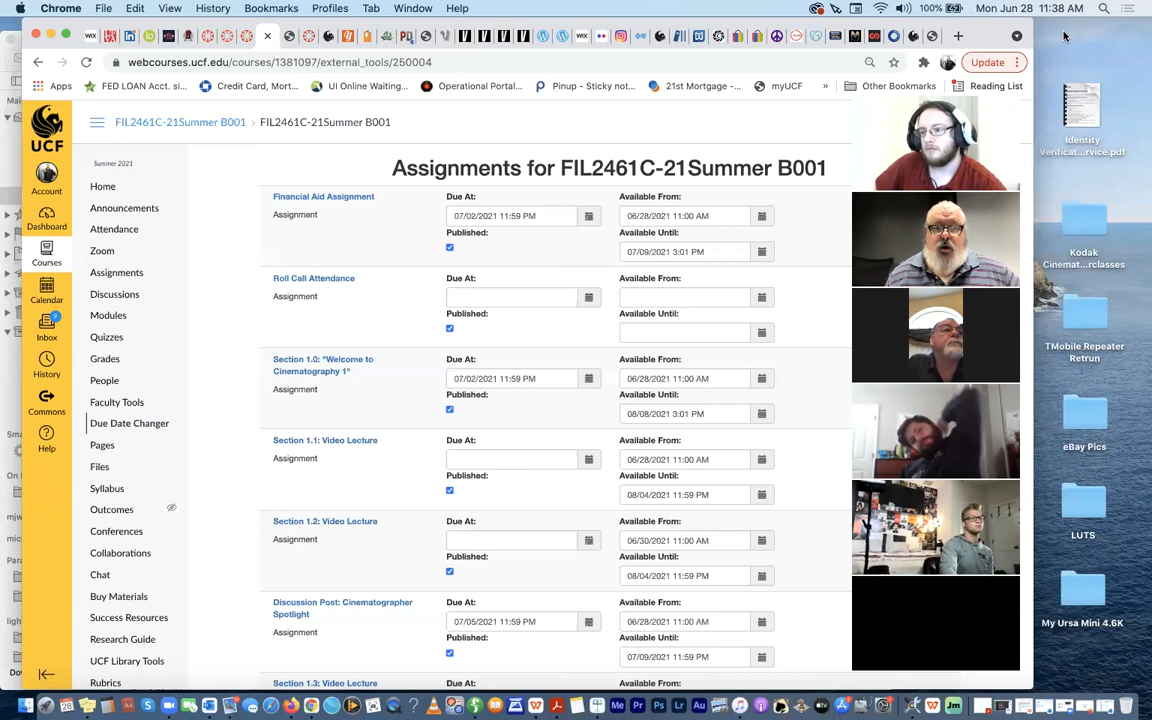 Chrome File Edit View History Bookmarks Profiles Tab Window Help
100% Mon Jun 28 11:38 AM
webcourses.ucf.edu/courses/1381097/external_tools/250004
Update
Apps FED LOAN Acct. si... Credit Card, Mort... UI Online Waiting... Operational Portal... Pinup - Sticky not... 21st Mortgage -... myUCF » Other Bookmarks Reading List
UCF
Account
Dashboard
Courses
Calendar
9
Inbox
History
Commons
Help
FIL2461C-21Summer B001 › FIL2461C-21Summer B001
Summer 2021
Home
Announcements
Attendance
Zoom
Assignments
Discussions
Modules
Quizzes
Grades
People
Faculty Tools
Due Date Changer
Pages
Files
Syllabus
Outcomes
Conferences
Collaborations
Chat
Buy Materials
Success Resources
Research Guide
UCF Library Tools
Rubrics
Assignments for FIL2461C-21Summer B001
Financial Aid Assignment
Assignment
Due At:
07/02/2021 11:59 PM
Published:
Available From:
06/28/2021 11:00 AM
Available Until:
07/09/2021 3:01 PM
Roll Call Attendance
Assignment
Due At:
Published:
Available From:
Available Until:
Section 1.0: "Welcome to
Cinematography 1"
Assignment
Due At:
07/02/2021 11:59 PM
Published:
Available From:
06/28/2021 11:00 AM
Available Until:
08/08/2021 3:01 PM
Section 1.1: Video Lecture
Assignment
Due At:
Published:
Available From:
06/28/2021 11:00 AM
Available Until:
08/04/2021 11:59 PM
Section 1.2: Video Lecture
Assignment
Due At:
Published:
Available From:
06/30/2021 11:00 AM
Available Until:
08/04/2021 11:59 PM
Discussion Post: Cinematographer
Spotlight
Assignment
Due At:
07/05/2021 11:59 PM
Published:
Available From:
06/28/2021 11:00 AM
Available Until:
07/09/2021 11:59 PM
Section 1.3: Video Lecture
Due At:
Available From:
Identity
Verificat...rvice.pdf
Kodak
Cinemat...rclasses
TMobile Repeater
Retrun
eBay Pics
LUTS
My Ursa Mini 4.6K